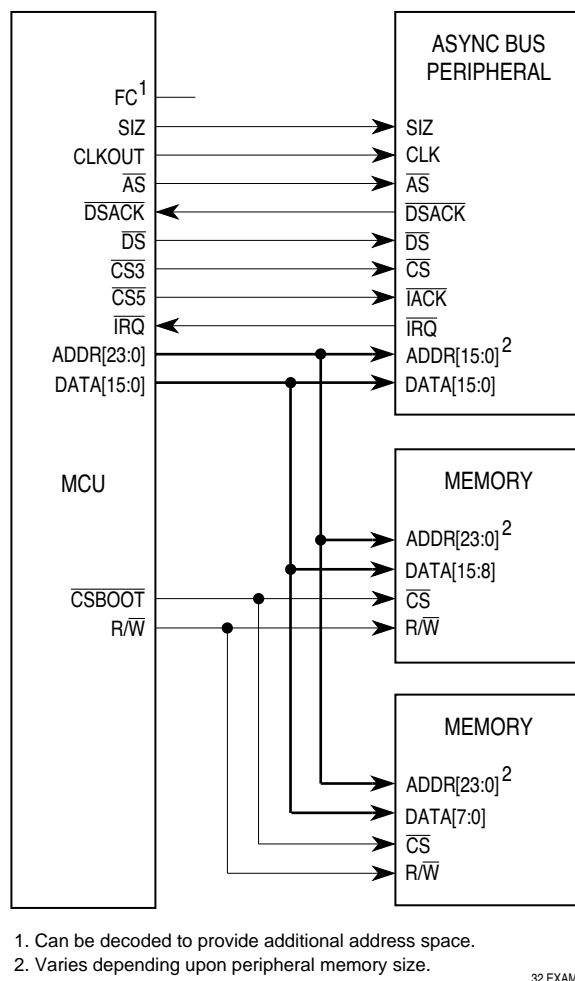 ASYNC BUS
PERIPHERAL
FC1
SIZ
CLKOUT
AS
DSACK
DS
CS3
CS5
IRQ
ADDR[23:0]
DATA[15:0]
SIZ
CLK
AS
DSACK
DS
CS
IACK
IRQ
ADDR[15:0]2
DATA[15:0]
MCU
CSBOOT
R/W
MEMORY
ADDR[23:0]2
DATA[15:8]
CS
R/W
MEMORY
ADDR[23:0]2
DATA[7:0]
CS
R/W
1. Can be decoded to provide additional address space.
2. Varies depending upon peripheral memory size.
32 EXAM